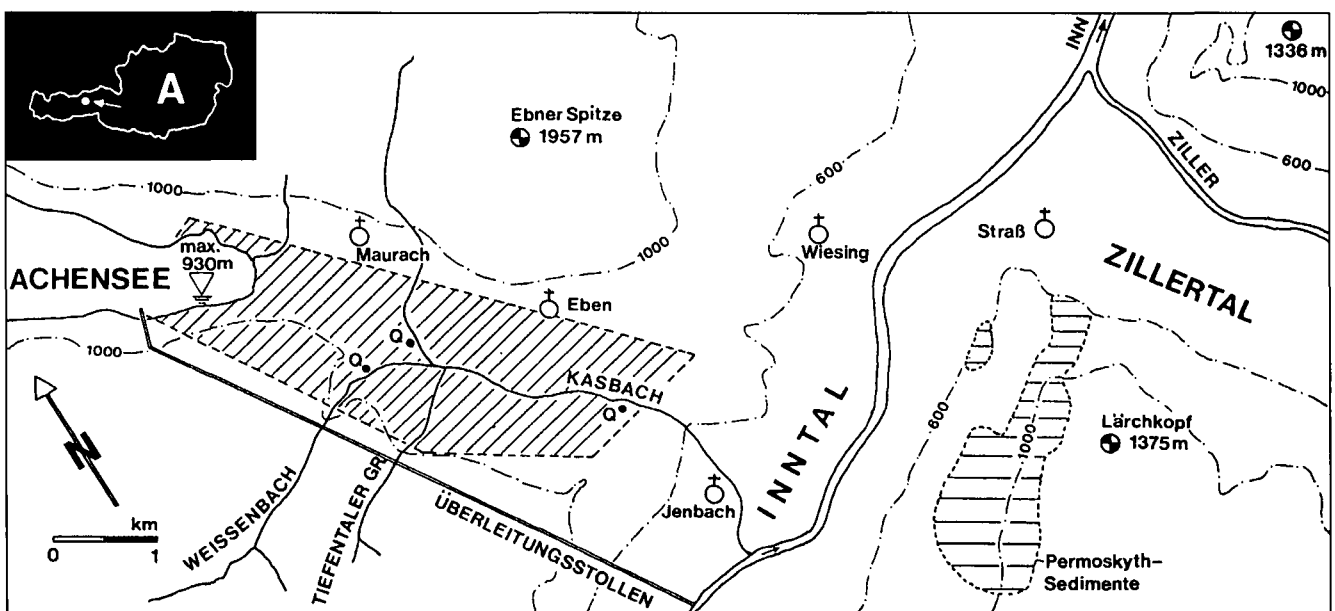 A
INN
1336 m
1000
600
ZILLER
Ebner Spitze
1957 m
1000
600
1000
Maurach
Wiesing
Straß
max.
930m
ACHENSEE
ZILLERTAL
Eben
1000
Q
Q
KASBACH
Q
INNTAL
600
1000
Lärchkopf
1375 m
N
WEISSENBACH
TIEFENTALER GR.
ÜBERLEITUNGSSTOLLEN
Jenbach
km
0 1
Permoskyth-
Sedimente